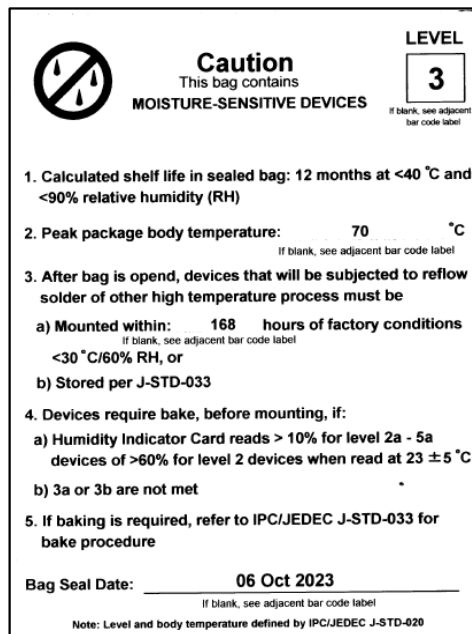 LEVEL
Caution
This bag contains
MOISTURE-SENSITIVE DEVICES
3
If blank, see adjacent
bar code label
1. Calculated shelf life in sealed bag: 12 months at <40 °C and
<90% relative humidity (RH)
2. Peak package body temperature: 70 °C
If blank, see adjacent bar code label
3. After bag is opend, devices that will be subjected to reflow
solder of other high temperature process must be
a) Mounted within: 168 hours of factory conditions
If blank, see adjacent bar code label
<30 °C/60% RH, or
b) Stored per J-STD-033
4. Devices require bake, before mounting, if:
a) Humidity Indicator Card reads > 10% for level 2a - 5a
devices of >60% for level 2 devices when read at 23 ±5 °C
b) 3a or 3b are not met
5. If baking is required, refer to IPC/JEDEC J-STD-033 for
bake procedure
Bag Seal Date: 06 Oct 2023
If blank, see adjacent bar code label
Note: Level and body temperature defined by IPC/JEDEC J-STD-020